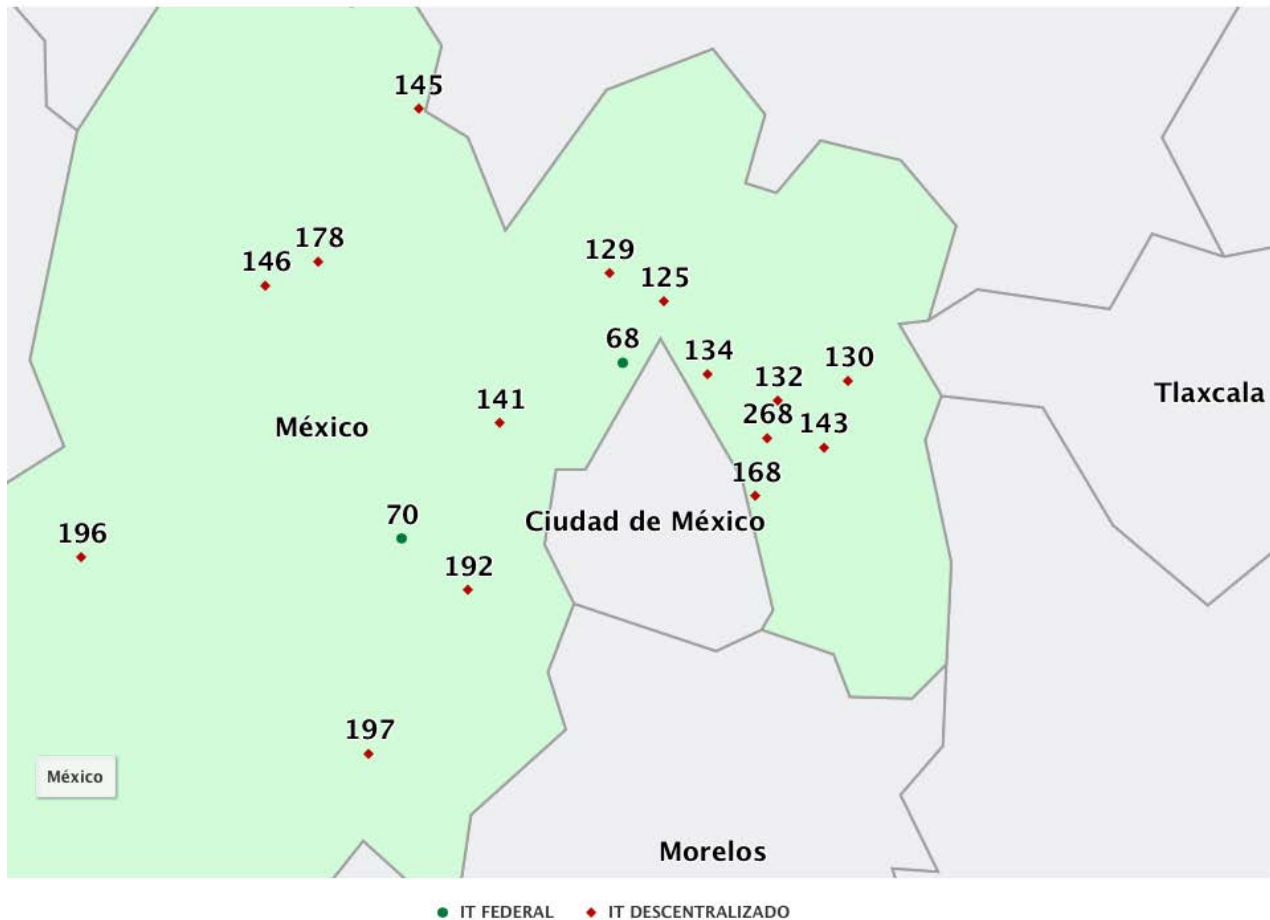 145
178
146
129
125
68
134
130
132
141
268
143
México
Tlaxcala
168
70
Ciudad de México
196
192
197
México
Morelos
IT FEDERAL IT DESCENTRALIZADO